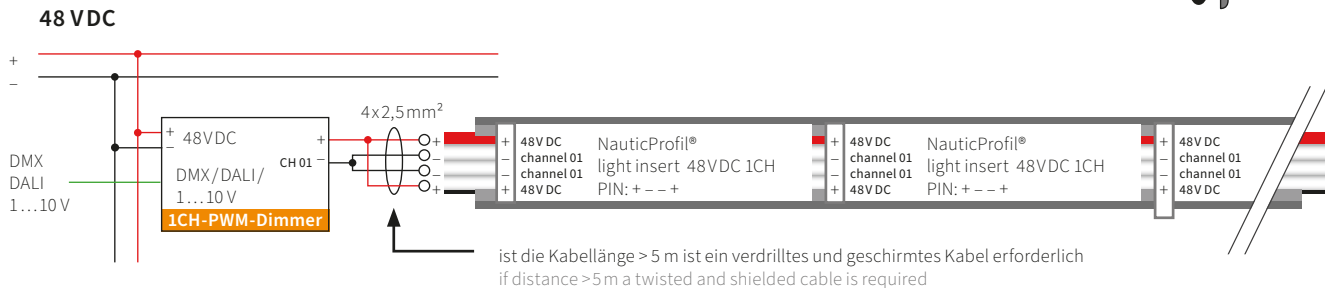 48 VDC
+
–
4x2,5mm²
+ 48VDC
–
+
CH 01 –
DMX
DALI
1…10 V
DMX/DALI/
1…10 V
1CH-PWM-Dimmer
+
–
–
+
+ 48V DC
– channel 01
– channel 01
+ 48V DC
NauticProfil®
light insert 48VDC 1CH
PIN: + – – +
+ 48V DC
– channel 01
– channel 01
+ 48V DC
NauticProfil®
light insert 48VDC 1CH
PIN: + – – +
+ 48V DC
– channel 01
– channel 01
+ 48V DC
ist die Kabellänge > 5 m ist ein verdrilltes und geschirmtes Kabel erforderlich
if distance >5m a twisted and shielded cable is required